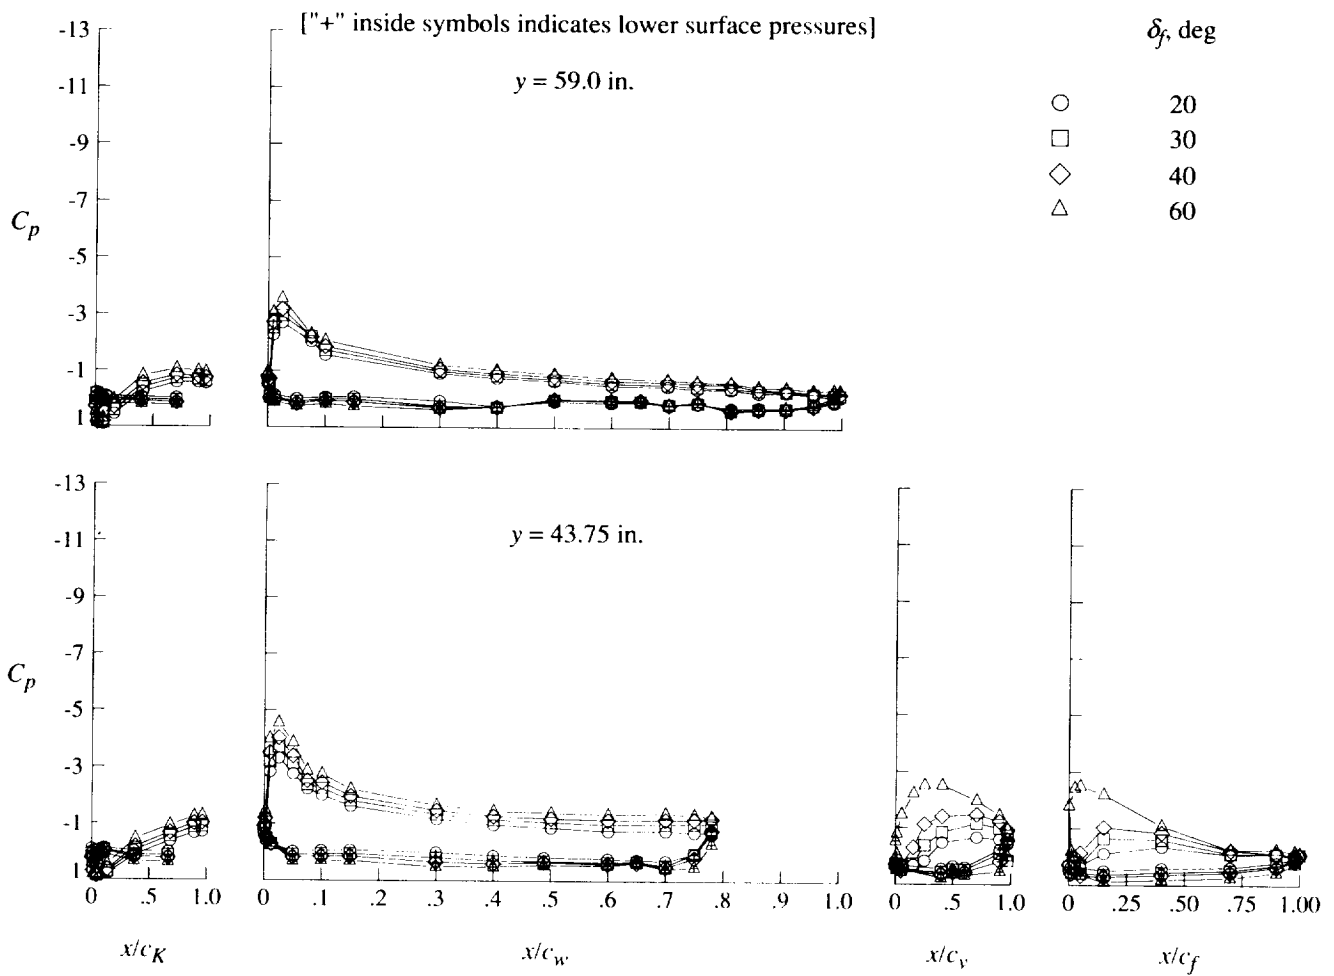 ["+" inside symbols indicates lower surface pressures]
δf, deg
20
30
40
60
y = 59.0 in.
Cp
-13
-11
-9
-7
-5
-3
-1
1
y = 43.75 in.
Cp
-13
-11
-9
-7
-5
-3
-1
1
0 .5 1.0
x/cK
0 .1 .2 .3 .4 .5 .6 .7 .8 .9 1.0
x/cw
0 .5 1.0
x/cv
0 .25 .50 .75 1.00
x/cf